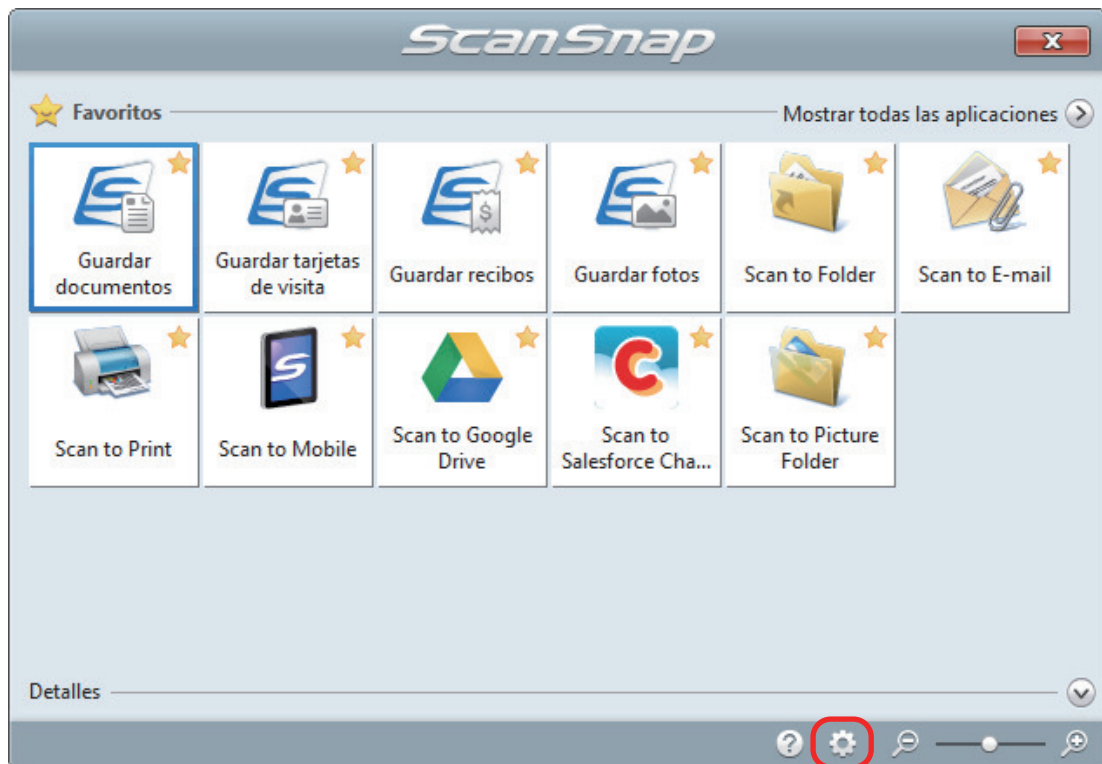 ScanSnap
Favoritos
Mostrar todas las aplicaciones
Guardar
documentos
Guardar tarjetas
de visita
Guardar recibos
Guardar fotos
Scan to Folder
Scan to E-mail
Scan to Print
Scan to Mobile
Scan to Google
Drive
Scan to
Salesforce Cha...
Scan to Picture
Folder
Detalles